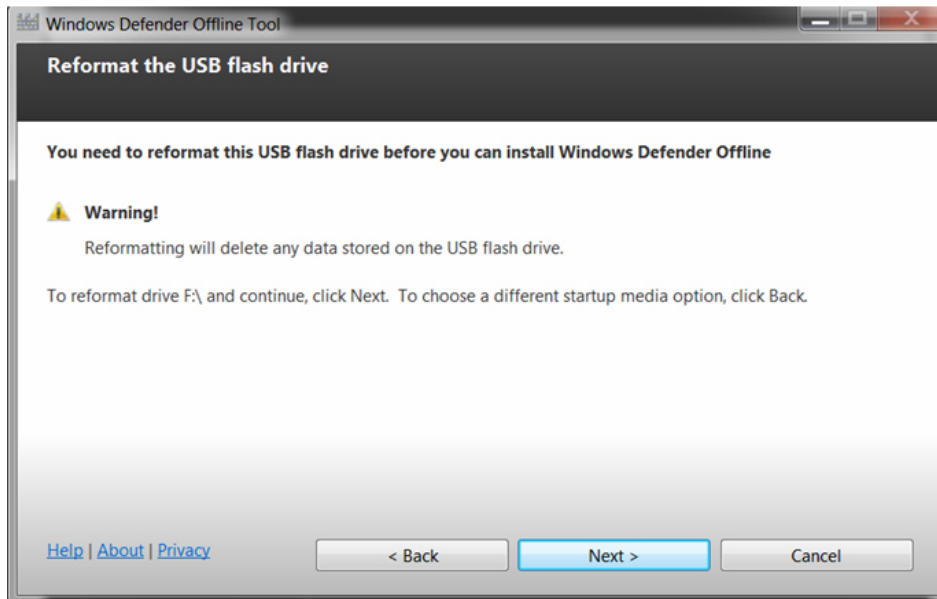 Windows Defender Offline Tool
Reformat the USB flash drive
You need to reformat this USB flash drive before you can install Windows Defender Offline
Warning!
Reformatting will delete any data stored on the USB flash drive.
To reformat drive F:\ and continue, click Next. To choose a different startup media option, click Back.
Help | About | Privacy < Back Next > Cancel